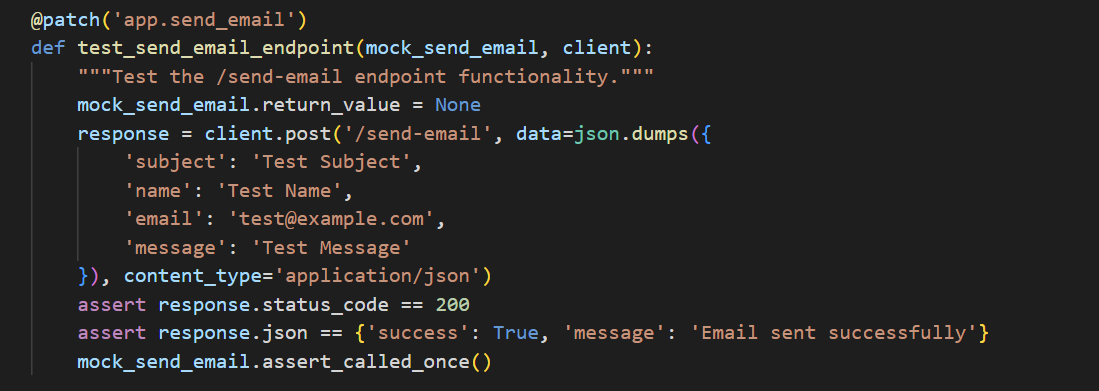 @patch('app.send_email')
def test_send_email_endpoint(mock_send_email, client):
    """Test the /send-email endpoint functionality."""
    mock_send_email.return_value = None
    response = client.post('/send-email', data=json.dumps({
        'subject': 'Test Subject',
        'name': 'Test Name',
        'email': 'test@example.com',
        'message': 'Test Message'
    }), content_type='application/json')
    assert response.status_code == 200
    assert response.json == {'success': True, 'message': 'Email sent successfully'}
    mock_send_email.assert_called_once()